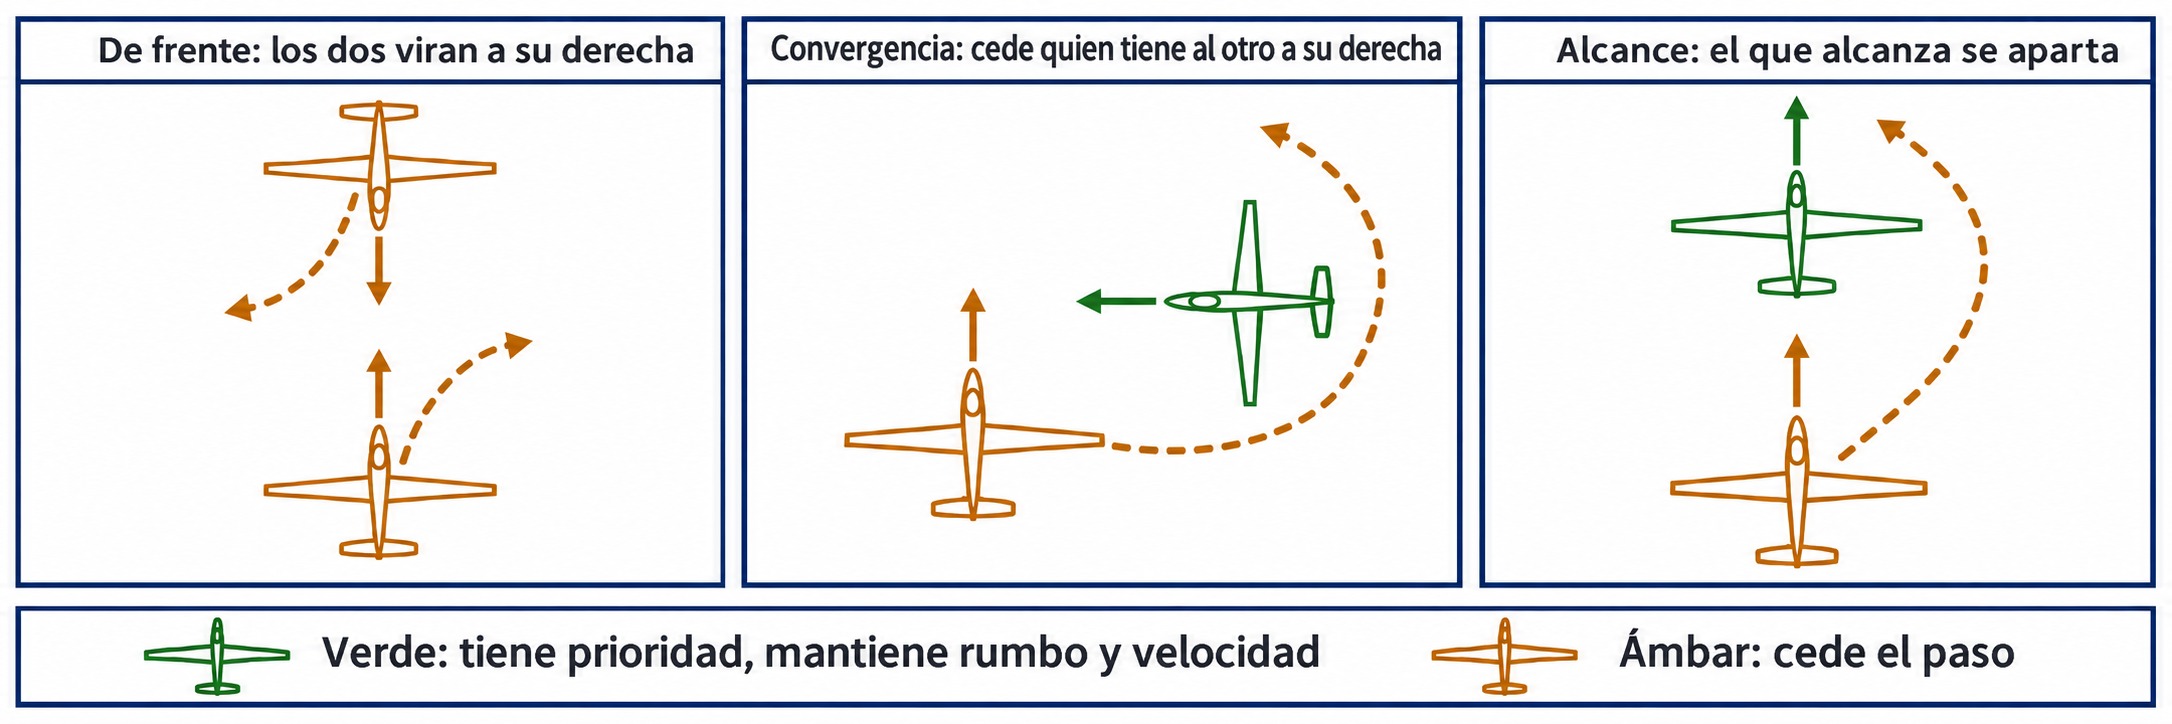 De frente: los dos viran a su derecha
Convergencia: cede quien tiene al otro a su derecha
Alcance: el que alcanza se aparta
Verde: tiene prioridad, mantiene rumbo y velocidad
Ámbar: cede el paso